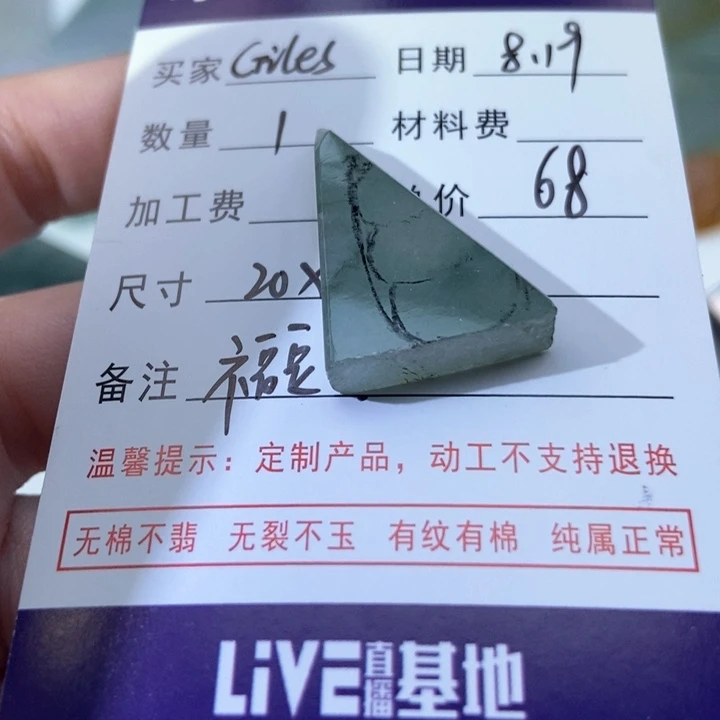 买家 Giles 日期 8.19
数量 1 材料费
加工费 价 68
尺寸 20X
备注 福豆
温馨提示：定制产品，动工不支持退换
无棉不翡 无裂不玉 有纹有棉 纯属正常
LiVE直播基地